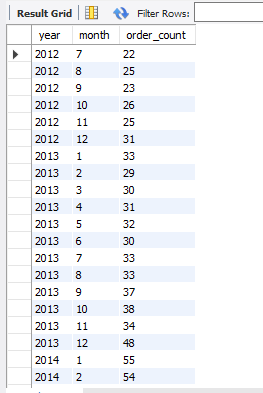 Result Grid Filter Rows:
year month order_count
2012 7 22
2012 8 25
2012 9 23
2012 10 26
2012 11 25
2012 12 31
2013 1 33
2013 2 29
2013 3 30
2013 4 31
2013 5 32
2013 6 30
2013 7 33
2013 8 33
2013 9 37
2013 10 38
2013 11 34
2013 12 48
2014 1 55
2014 2 54